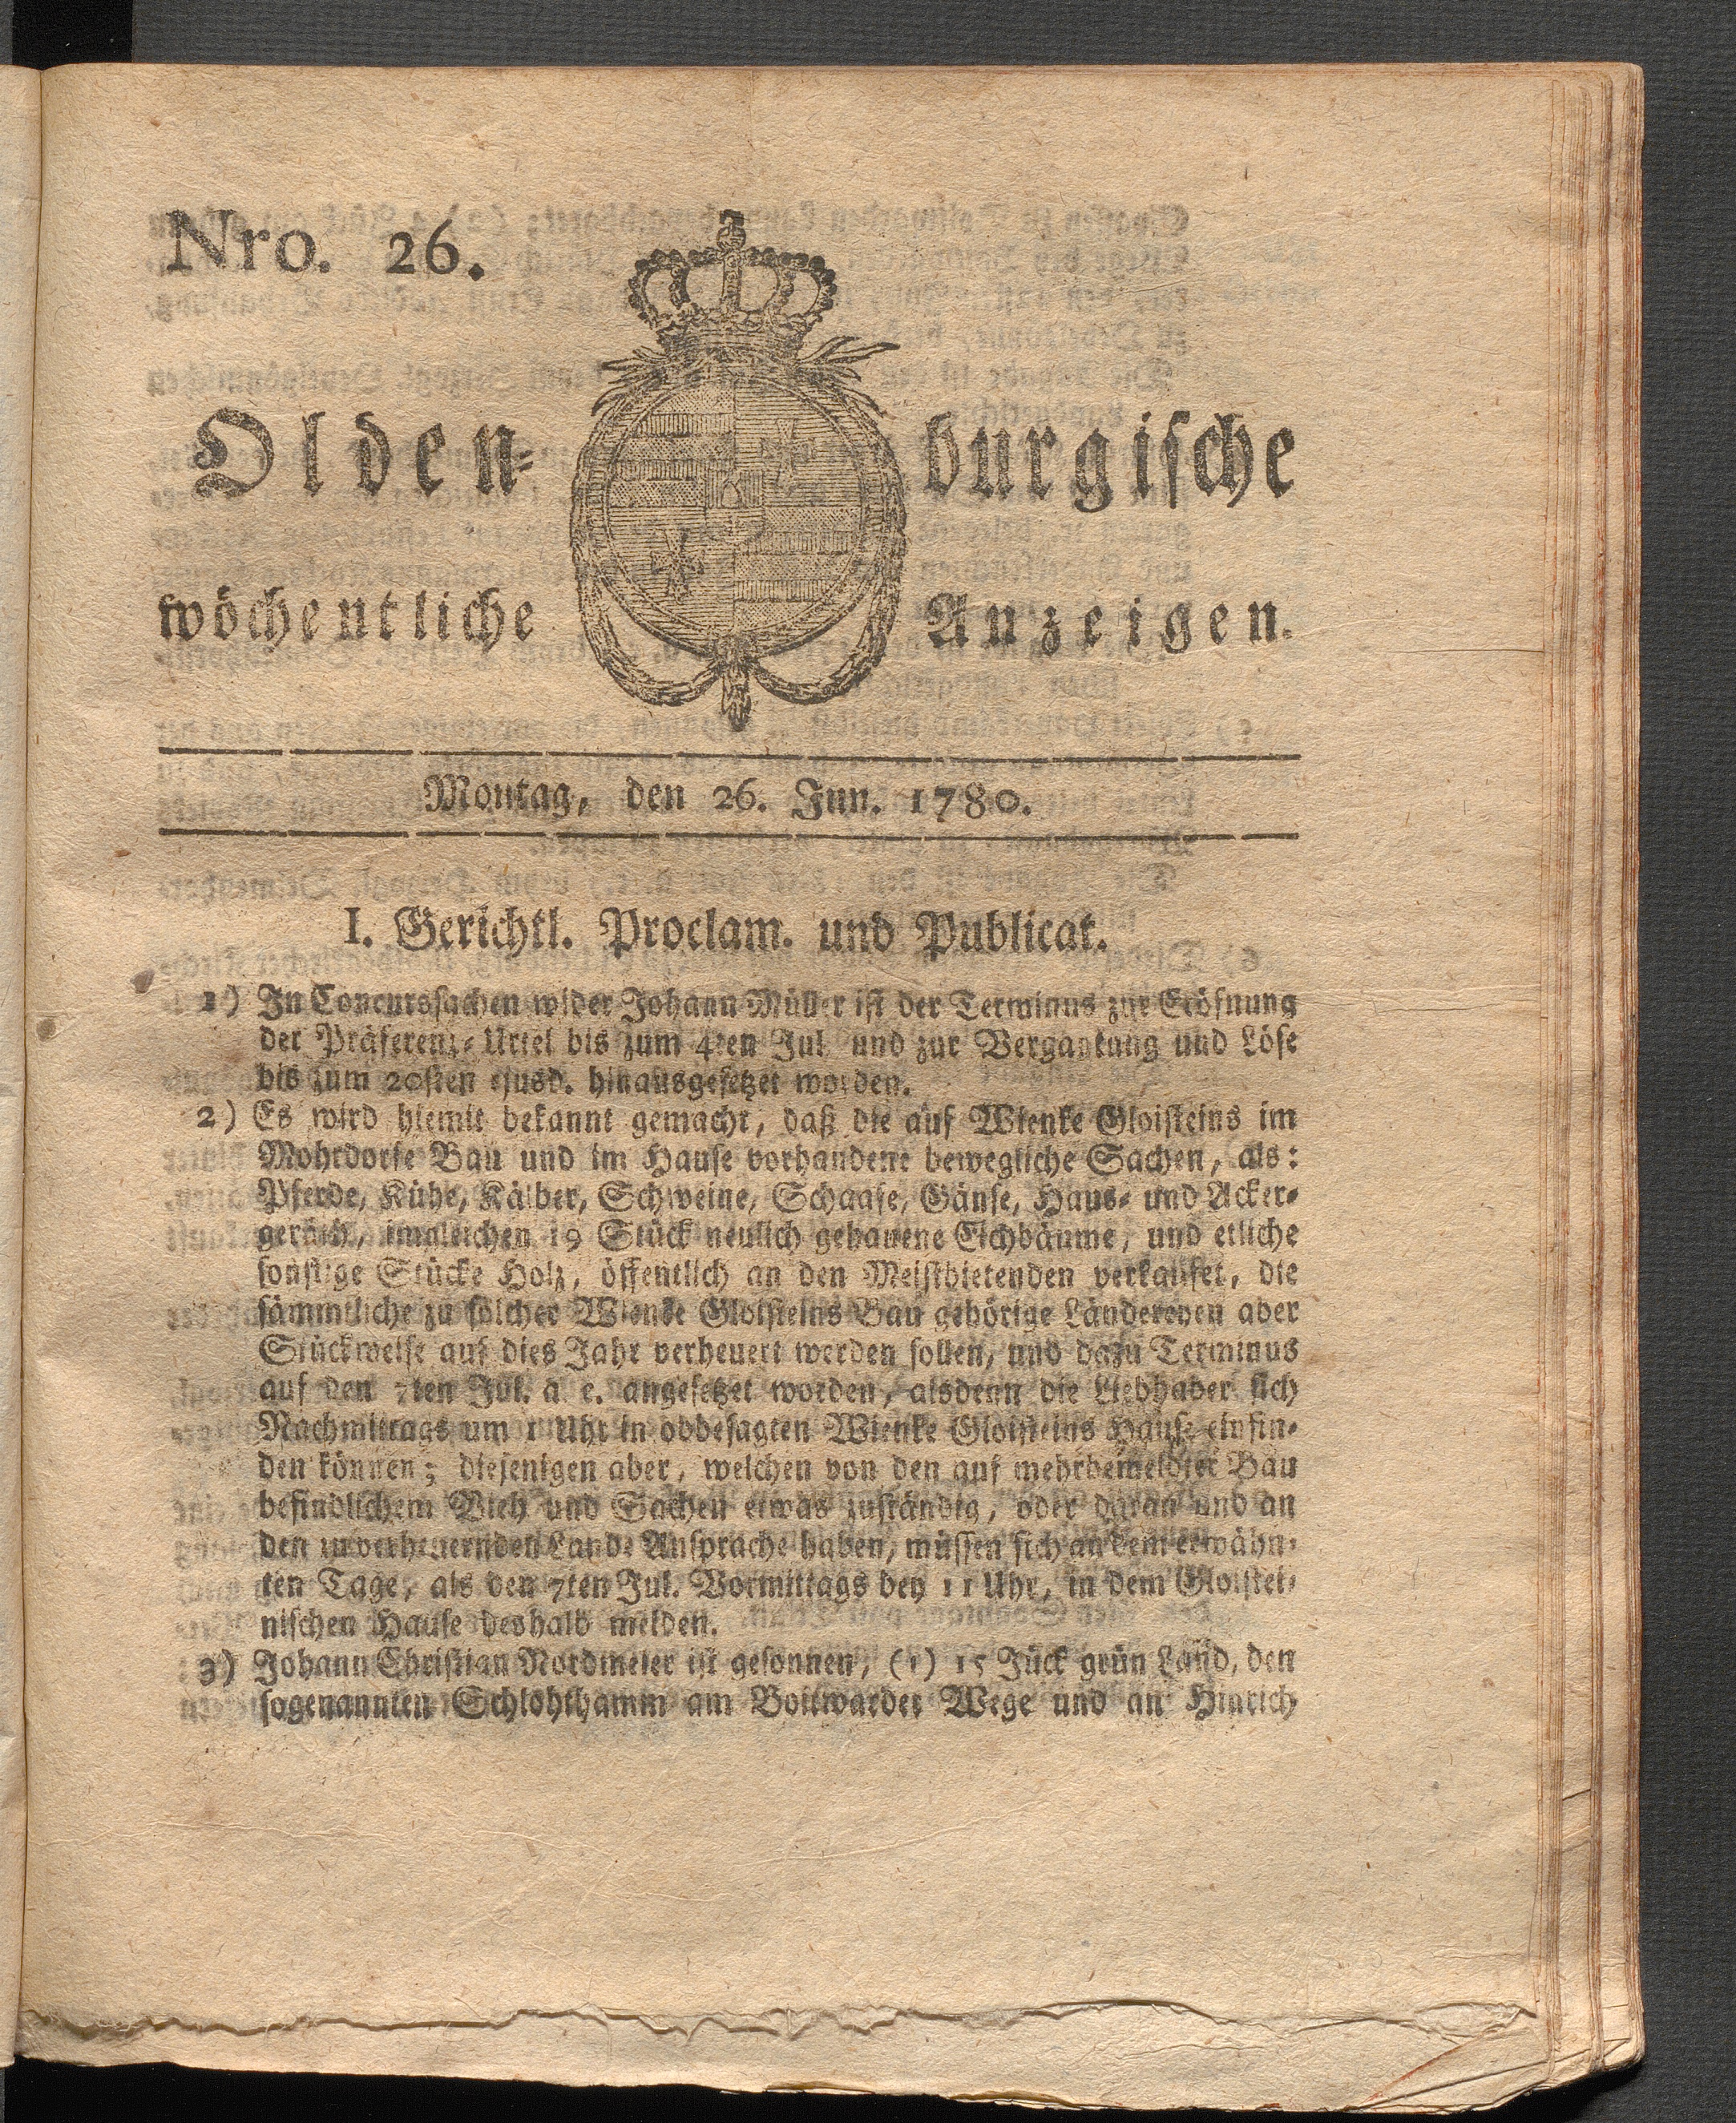 Nro. 26.
Olden-burgische
wöchentliche Anzeigen.
Montag, den 26. Jun. 1780.
I. Gerichtl. Proclam. und Publicat.
1) In Concurssachen wider Johann Müller ist der Terminus zur Eröfnung
der Präferenz-Urtel bis zum 4ten Jul. und zur Vergantung und Löse
bis zum 20sten ejusd. hinausgesetzet worden.
2) Es wird hiemit bekannt gemacht, daß die auf Wienke Gloisteins im
Mohrdorfe Bau und im Hause vorhandene bewegliche Sachen, als:
Pferde, Kühe, Kälber, Schweine, Schaafe, Gänse, Haus- und Acker-
geräth, imgleichen 19 Stück neulich gehauene Eichbäume, und etliche
sonstige Stücke Holz, öffentlich an den Meistbietenden verkaufet, die
sämmtliche zu solcher Wienke Gloisteins Bau gehörige Ländereyen aber
Stückweise auf dies Jahr verheuert werden sollen, und dazu Terminus
auf den 7ten Jul. a. c. angesetzet worden, alsdenn die Liebhaber sich
Nachmittags um 1 Uhr in obbesagten Wienke Gloisteins Hause einfin-
den können; diejenigen aber, welchen von den auf mehrbemeldter Bau
befindlichem Vieh und Sachen etwas zuständig, oder daran und an
den zu verheuernden Lande Ansprache haben, müssen sich an dem erwähn-
ten Tage, als den 7ten Jul. Vormittags bey 11 Uhr, in dem Gloistei-
nischen Hause deshalb melden.
3) Johann Christian Nordmeier ist gesonnen, (1) 15 Jück grün Land, den
sogenannten Schlohthamm am Boitwarder Wege und an Hinrich